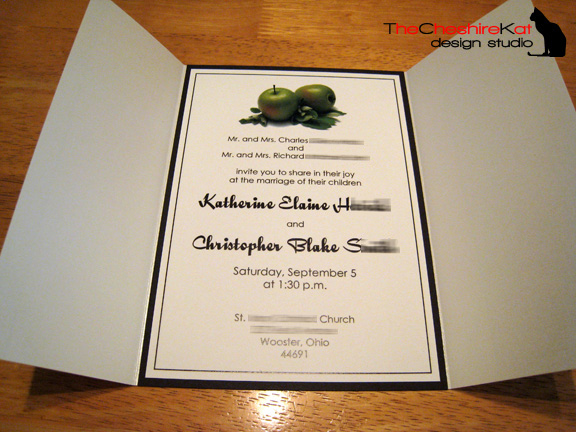 TheCheshireKat
design studio
Mr. and Mrs. Charles
and
Mr. and Mrs. Richard
invite you to share in their joy
at the marriage of their children
Katherine Elaine
and
Christopher Blake
Saturday, September 5
at 1:30 p.m.
St. Church
Wooster, Ohio
44691